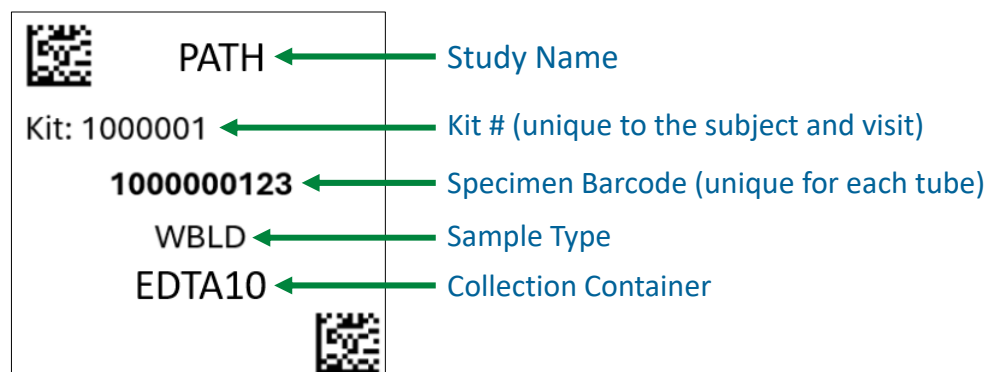 PATH Study Name
Kit: 1000001 Kit # (unique to the subject and visit)
1000000123 Specimen Barcode (unique for each tube)
WBLD Sample Type
EDTA10 Collection Container